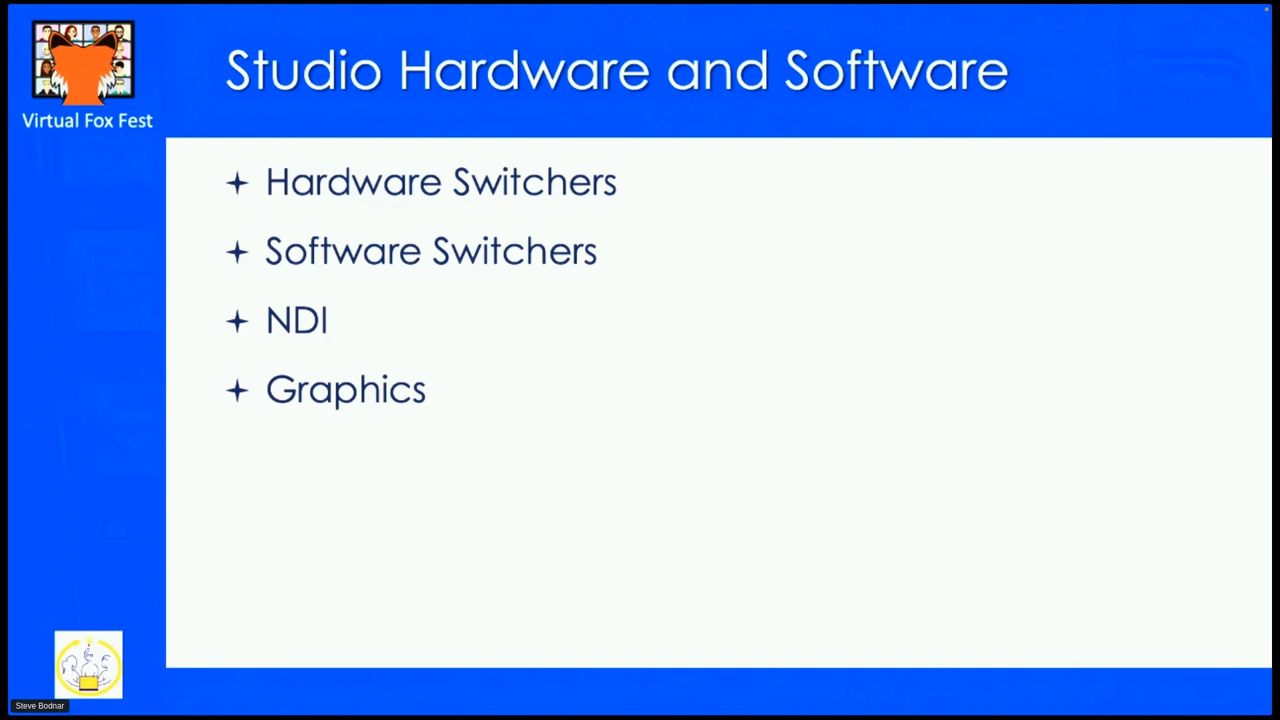 Studio Hardware and Software
Virtual Fox Fest
Hardware Switchers
Software Switchers
NDI
Graphics
Steve Bodnar